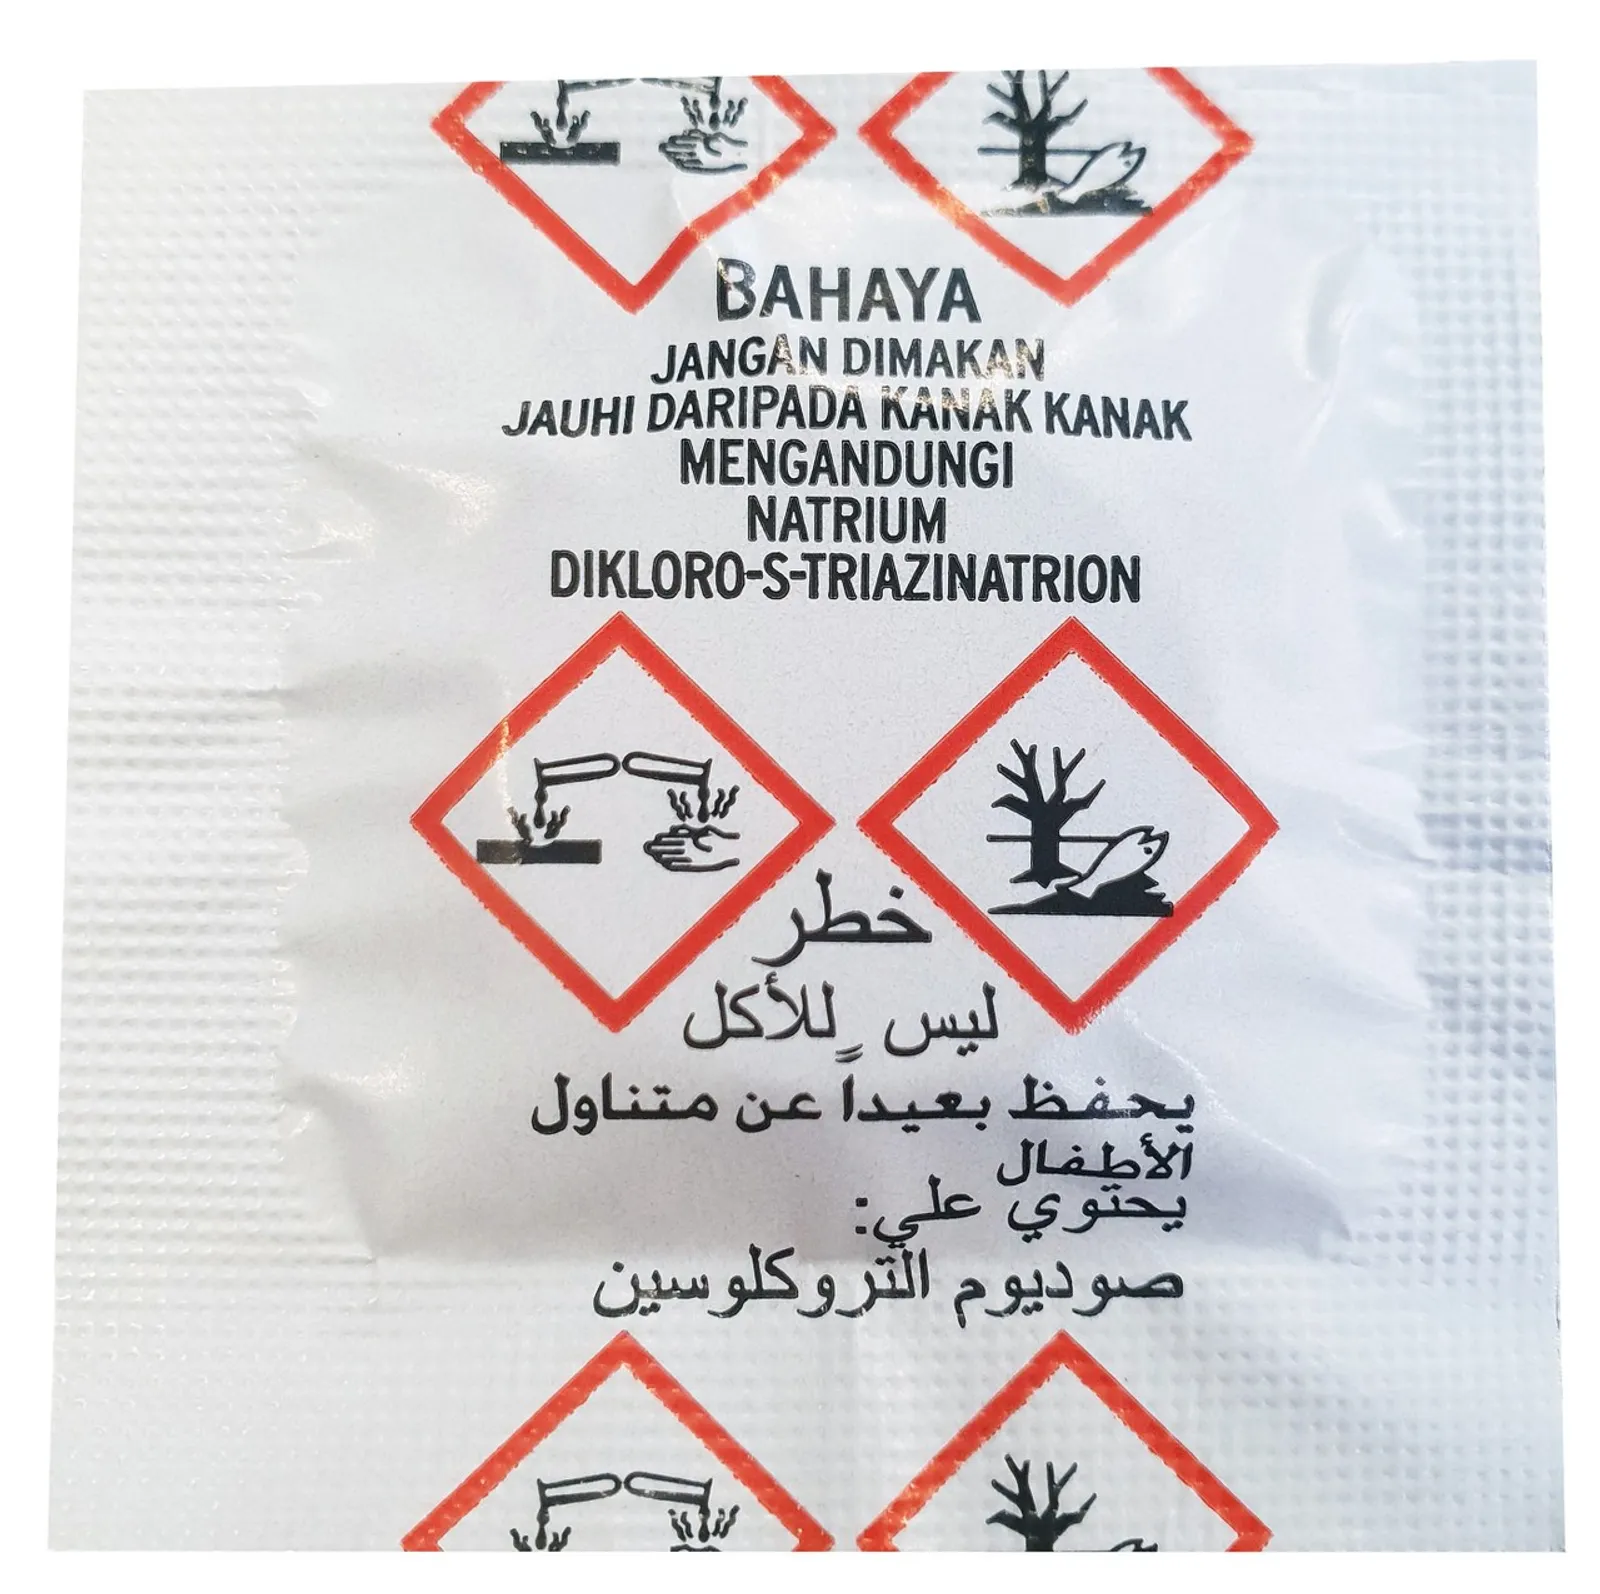 BAHAYA
JANGAN DIMAKAN
JAUHI DARIPADA KANAK KANAK
MENGANDUNGI
NATRIUM
DIKLORO-S-TRIAZINATRION
خطر
ليس للأكل
يحفظ بعيداً عن متناول
الأطفال
يحتوي علي:
صوديوم التروكلوسين